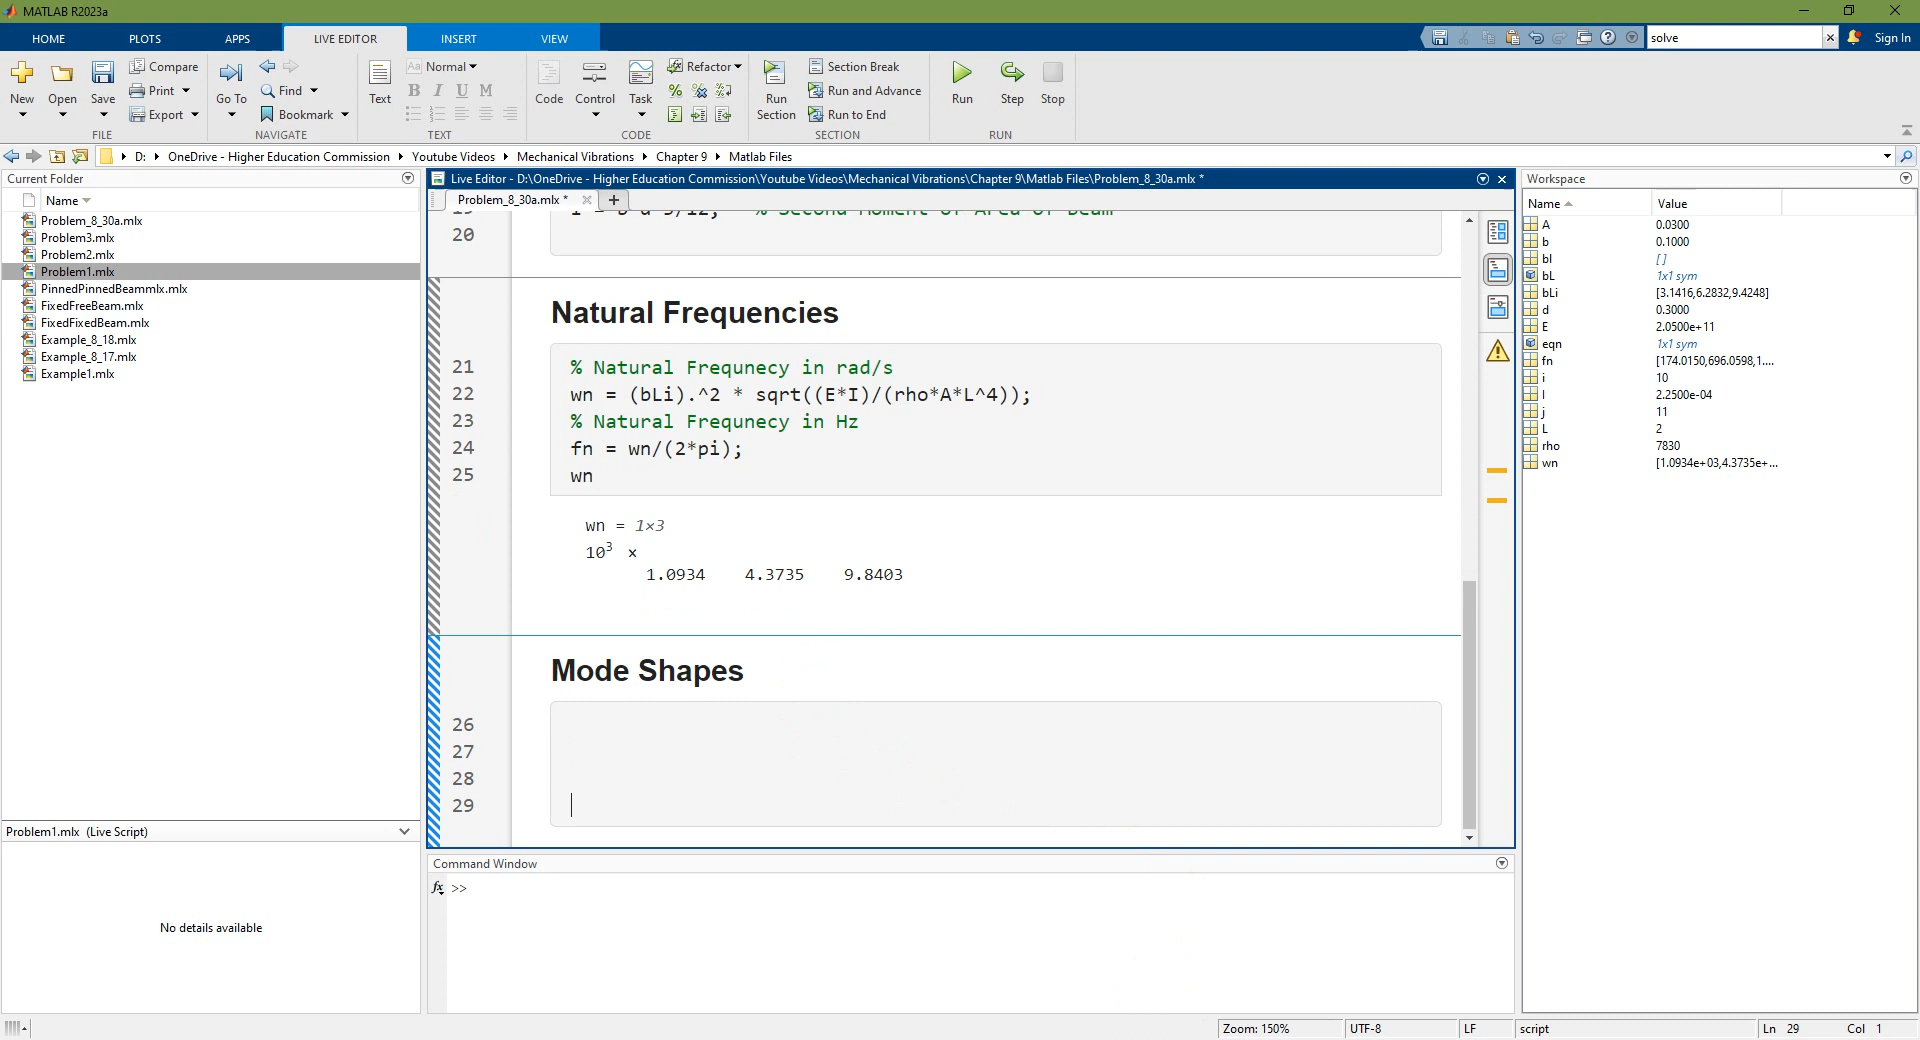 MATLAB R2023a
HOME PLOTS APPS LIVE EDITOR INSERT VIEW
solve
Sign In
New
Open
Save
Compare
Print
Export
FILE
Go To
Find
Bookmark
NAVIGATE
Text
Aa Normal
B I U M
TEXT
Code
Control
Task
Refactor
CODE
Run
Section
Section Break
Run and Advance
Run to End
SECTION
Run
Step
Stop
RUN
D: OneDrive - Higher Education Commission Youtube Videos Mechanical Vibrations Chapter 9 Matlab Files
Current Folder
Name
Problem_8_30a.mlx
Problem3.mlx
Problem2.mlx
Problem1.mlx
PinnedPinnedBeammlx.mlx
FixedFreeBeam.mlx
FixedFixedBeam.mlx
Example_8_18.mlx
Example_8_17.mlx
Example1.mlx
Problem1.mlx (Live Script)
No details available
Live Editor - D:\OneDrive - Higher Education Commission\Youtube Videos\Mechanical Vibrations\Chapter 9\Matlab Files\Problem_8_30a.mlx *
Problem_8_30a.mlx *
20
Natural Frequencies
21 % Natural Frequnecy in rad/s
22 wn = (bLi).^2 * sqrt((E*I)/(rho*A*L^4));
23 % Natural Frequnecy in Hz
24 fn = wn/(2*pi);
25 wn
wn = 1×3
10³ ×
1.0934 4.3735 9.8403
Mode Shapes
26
27
28
29
Command Window
fx >>
Workspace
Name Value
A 0.0300
b 0.1000
bl []
bL 1x1 sym
bLi [3.1416,6.2832,9.4248]
d 0.3000
E 2.0500e+11
eqn 1x1 sym
fn [174.0150,696.0598,1....
i 10
I 2.2500e-04
j 11
L 2
rho 7830
wn [1.0934e+03,4.3735e+...
Zoom: 150% UTF-8 LF script Ln 29 Col 1